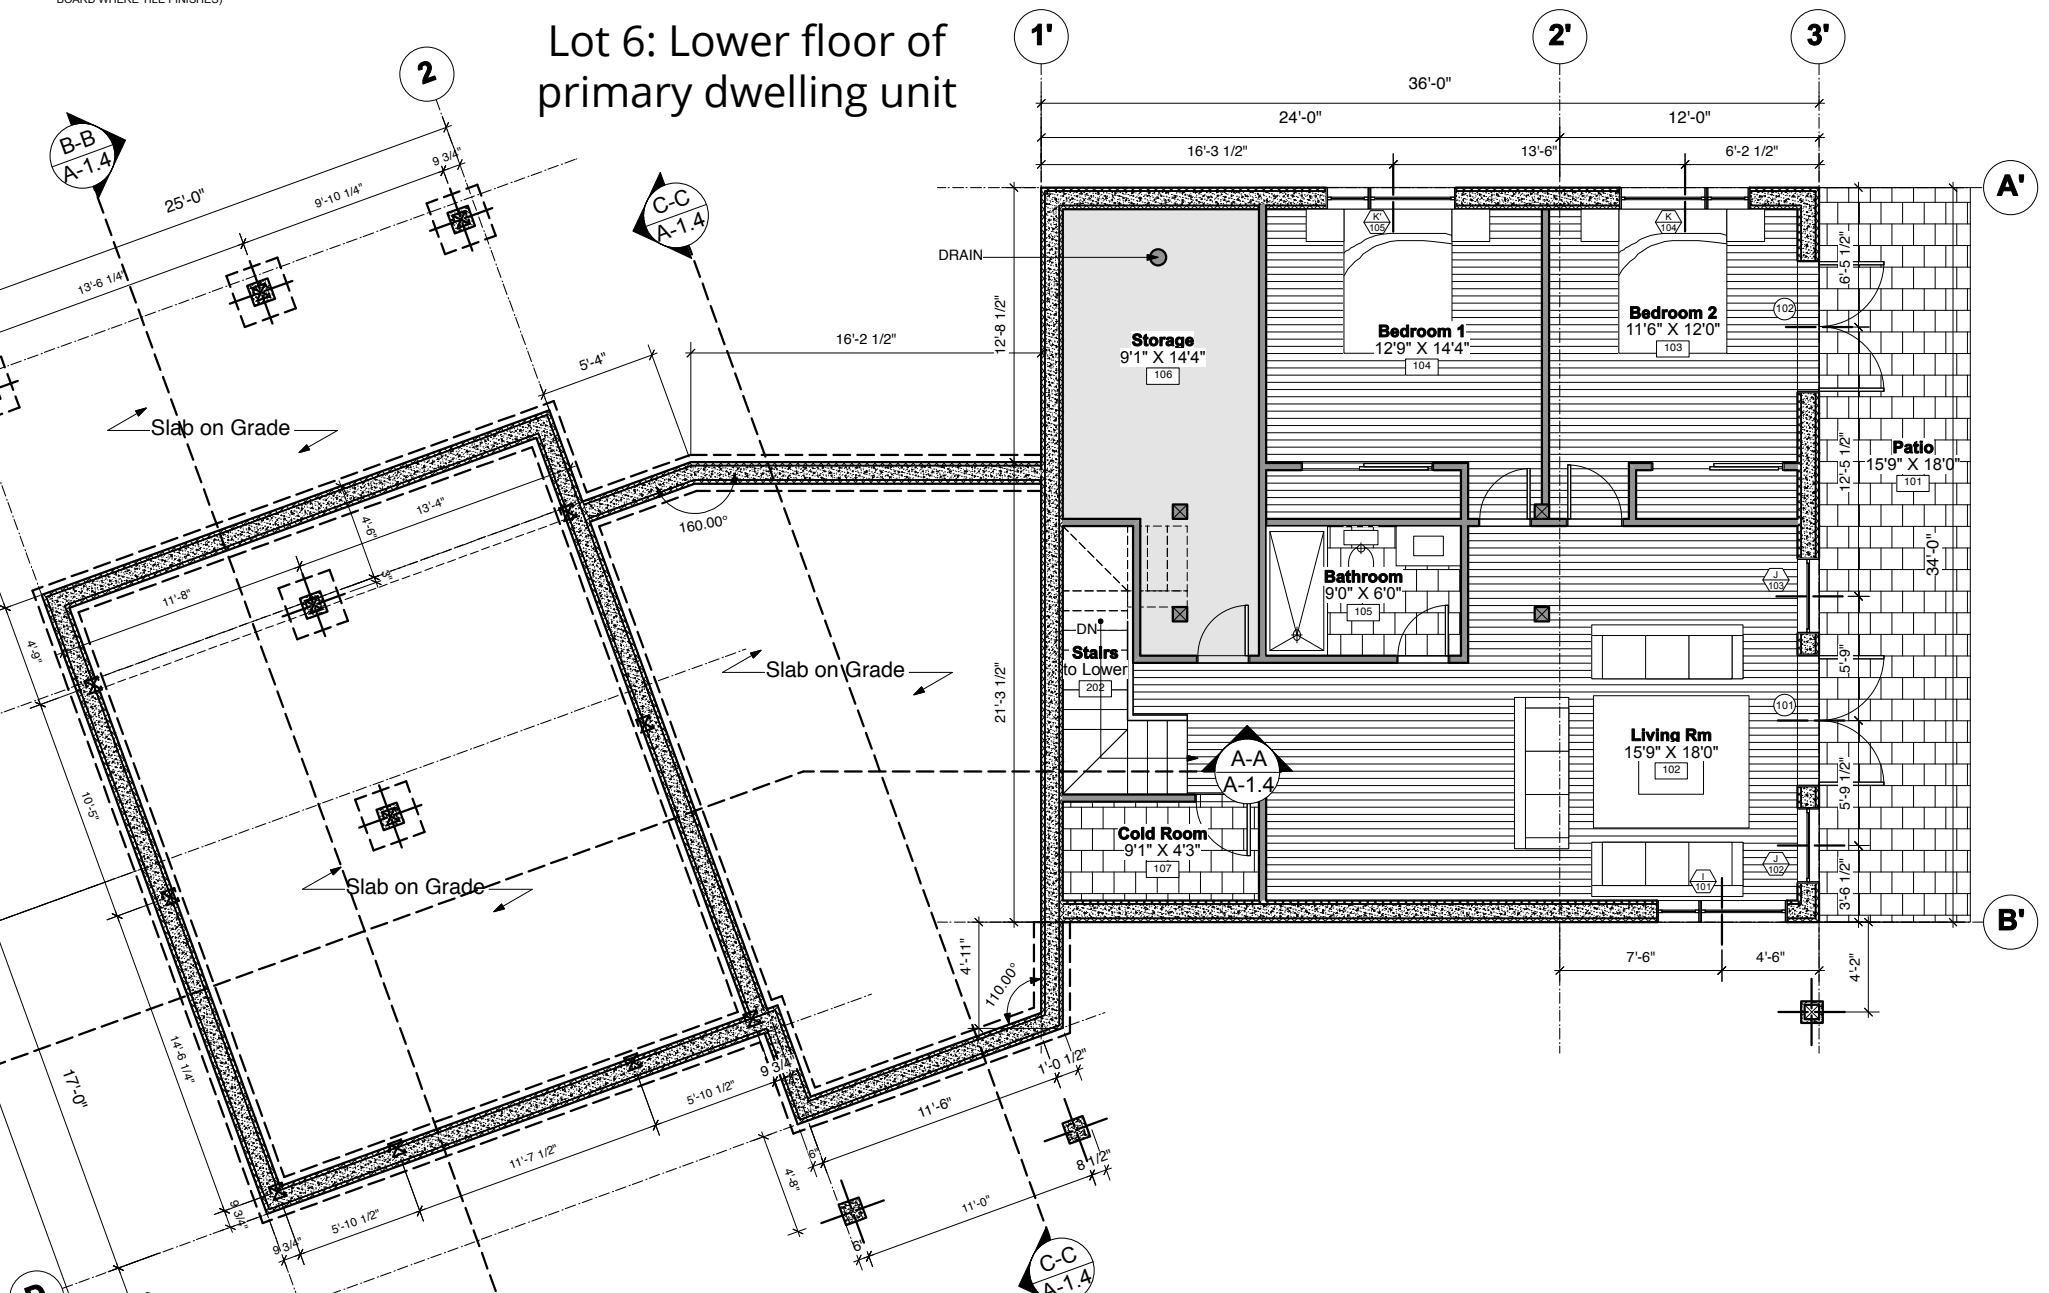 BOARD WHERE TILE FINISHES)
Lot 6: Lower floor of
primary dwelling unit
1'
2'
3'
2
36'-0"
24'-0"
12'-0"
16'-3 1/2"
13'-6"
6'-2 1/2"
B-B
A-1.4
C-C
A-1.4
25'-0"
9 3/4"
9'-10 1/4"
13'-6 1/4"
A'
DRAIN
K'
105
K
104
6'-5 1/2"
102
12'-8 1/2"
16'-2 1/2"
5'-4"
Storage
9'1" X 14'4"
106
Bedroom 1
12'9" X 14'4"
104
Bedroom 2
11'6" X 12'0"
103
Slab on Grade
Patio
15'9" X 18'0"
101
12'-5 1/2"
34'-0"
13'-4"
4'-6"
3"
160.00°
11'-8"
Bathroom
9'0" X 6'0"
105
J
103
DN
Stairs
to Lower
202
Slab on Grade
4'-9"
5'-9"
21'-3 1/2"
101
Living Rm
15'9" X 18'0"
102
A-A
A-1.4
5'-9 1/2"
10'-5"
Cold Room
9'1" X 4'3"
107
Slab on Grade
I
101
J
102
3'-6 1/2"
B'
4'-11"
110.00°
7'-6"
4'-6"
4'-2"
14'-6 1/4"
17'-0"
9 3/4"
5'-10 1/2"
11'-7 1/2"
5'-10 1/2"
9 3/4"
9 3/4"
1'-0 1/2"
11'-6"
6"
4'-8"
8 1/2"
11'-0"
6"
C-C
A-1.4